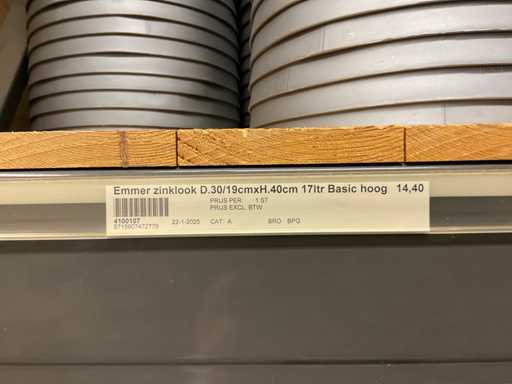 Emmer zinklook D.30/19cmxH.40cm 17ltr Basic hoog 14,40
PRIJS PER: 1 ST
PRIJS EXCL. BTW
4100107 22-1-2025 CAT: A BRO BPG
8715907472779